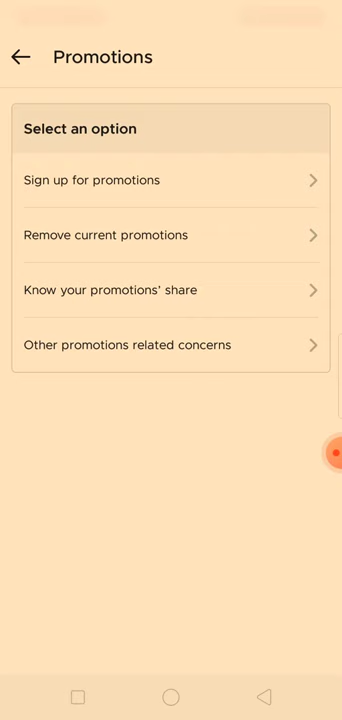 Promotions
Select an option
Sign up for promotions
Remove current promotions
Know your promotions' share
Other promotions related concerns